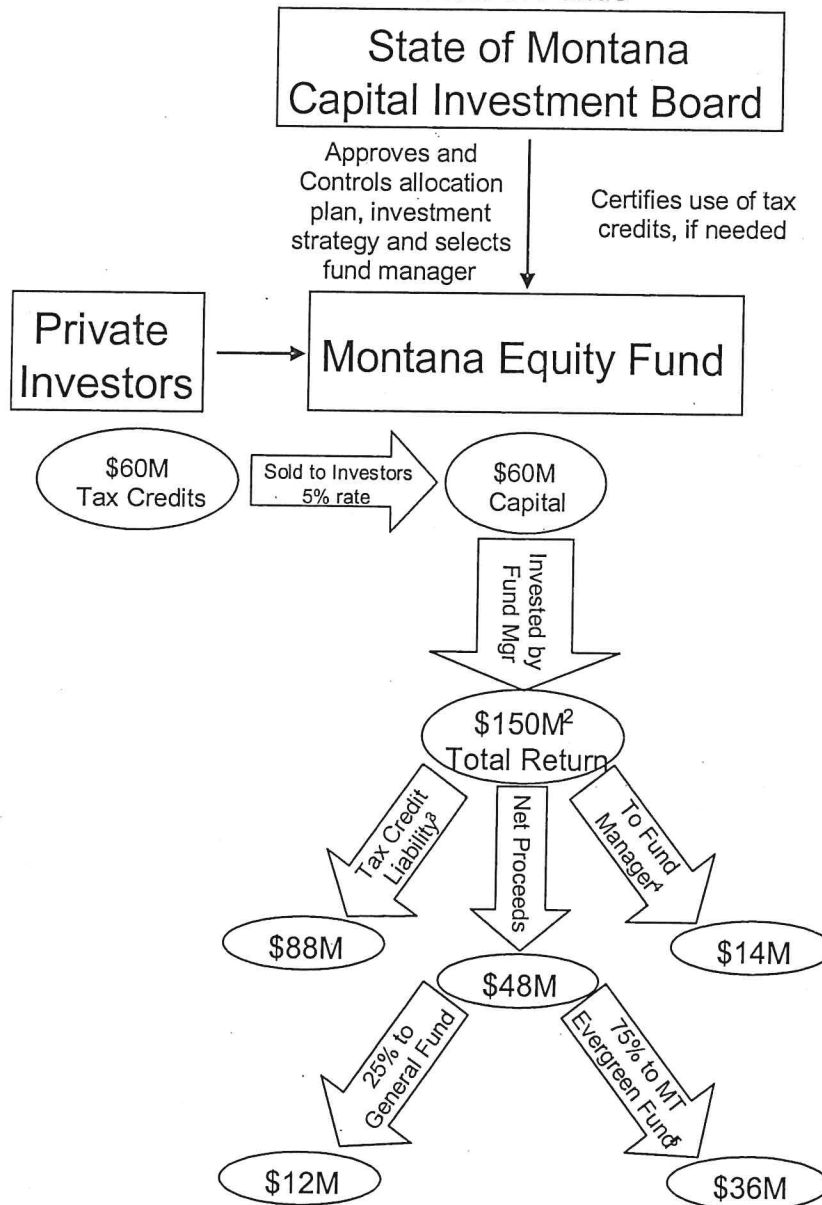 State of Montana
Capital Investment Board
Approves and
Controls allocation
plan, investment
strategy and selects
fund manager
Certifies use of tax
credits, if needed
Private
Investors
Montana Equity Fund
$60M
Tax Credits
Sold to Investors
5% rate
$60M
Capital
Invested by
Fund Mgr
$150M²
Total Return
Tax Credit
Liability³
Net Proceeds
To Fund
Manager⁴
$88M
$48M
$14M
25% to
General Fund
75% to MT
Evergreen Fund⁵
$12M
$36M